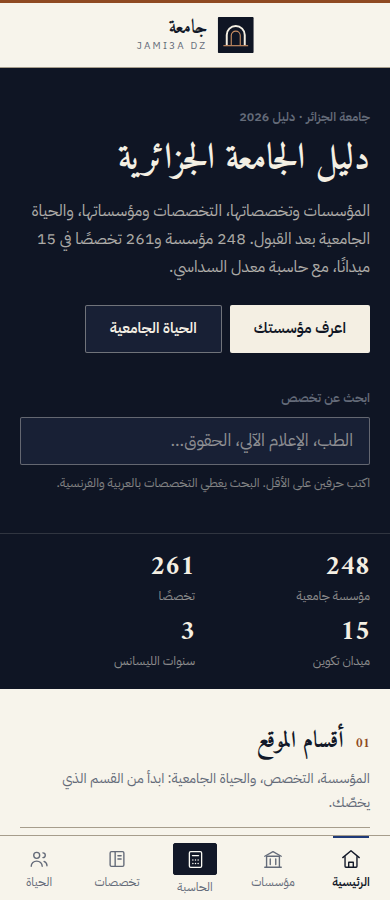 جامعة
JAMI3A DZ
جامعة الجزائر · دليل 2026
دليل الجامعة الجزائرية
المؤسسات وتخصصاتها، التخصصات ومؤسساتها، والحياة
الجامعية بعد القبول. 248 مؤسسة و261 تخصصًا في 15
ميدانًا، مع حاسبة معدل السداسي.
اعرف مؤسستك
الحياة الجامعية
ابحث عن تخصص
الطب، الإعلام الآلي، الحقوق...
اكتب حرفين على الأقل. البحث يغطي التخصصات بالعربية والفرنسية.
248
261
مؤسسة جامعية
تخصصًا
15
3
ميدان تكوين
سنوات الليسانس
01 أقسام الموقع
المؤسسة، التخصص، والحياة الجامعية: ابدأ من القسم الذي
يخصّك.
الرئيسية
مؤسسات
الحاسبة
تخصصات
الحياة